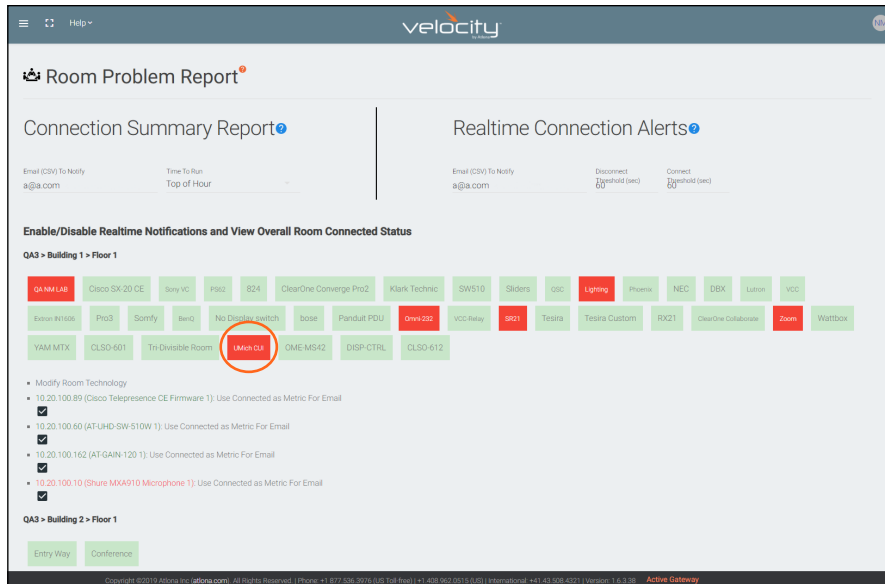 Help
velocity
by Atlona
NM
Room Problem Report
Connection Summary Report
Realtime Connection Alerts
Email (CSV) To Notify Time To Run Email (CSV) To Notify Disconnect Threshold (sec) Connect Threshold (sec)
a@a.com Top of Hour a@a.com 60 60
Enable/Disable Realtime Notifications and View Overall Room Connected Status
QA3 > Building 1 > Floor 1
QA NM LAB Cisco SX-20 CE Sony VC PS62 824 ClearOne Converge Pro2 Klark Technic SW510 Sliders QSC Lighting Phoenix NEC DBX Lutron VCC
Extron IN1606 Pro3 Somfy BenQ No Display switch bose Panduit PDU Omni-232 VCC-Relay SR21 Tesira Tesira Custom RX21 ClearOne Collaborate Zoom Wattbox
YAM MTX CLSO-601 Tri-Divisible Room UMich CUI OME-MS42 DISP-CTRL CLSO-612
Modify Room Technology
10.20.100.89 (Cisco Telepresence CE Firmware 1): Use Connected as Metric For Email
10.20.100.60 (AT-UHD-SW-510W 1): Use Connected as Metric For Email
10.20.100.162 (AT-GAIN-120 1): Use Connected as Metric For Email
10.20.100.10 (Shure MXA910 Microphone 1): Use Connected as Metric For Email
QA3 > Building 2 > Floor 1
Entry Way Conference
Copyright ©2019 Atlona Inc (atlona.com). All Rights Reserved. | Phone: +1 877.536.3976 (US Toll-free) | +1.408.962.0515 (US) | International: +41.43.508.4321 | Version: 1.6.3.38 Active Gateway